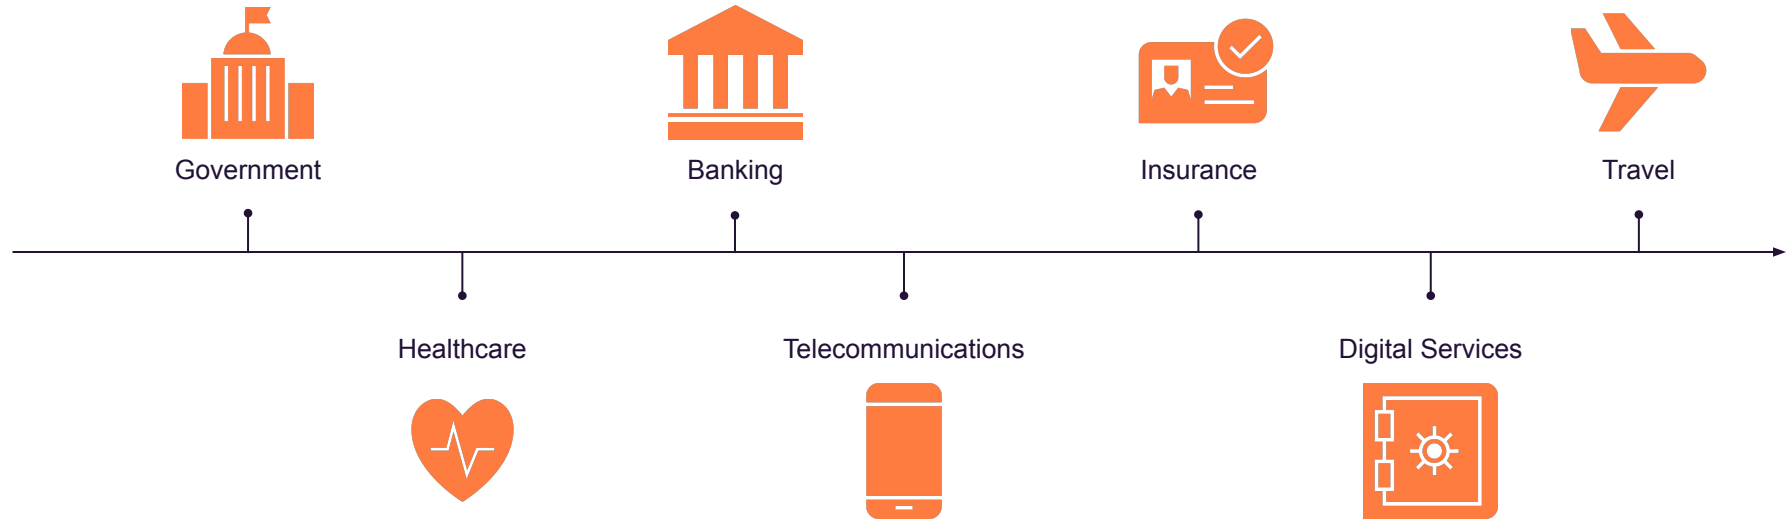 Government
Banking
Insurance
Travel
Healthcare
Telecommunications
Digital Services